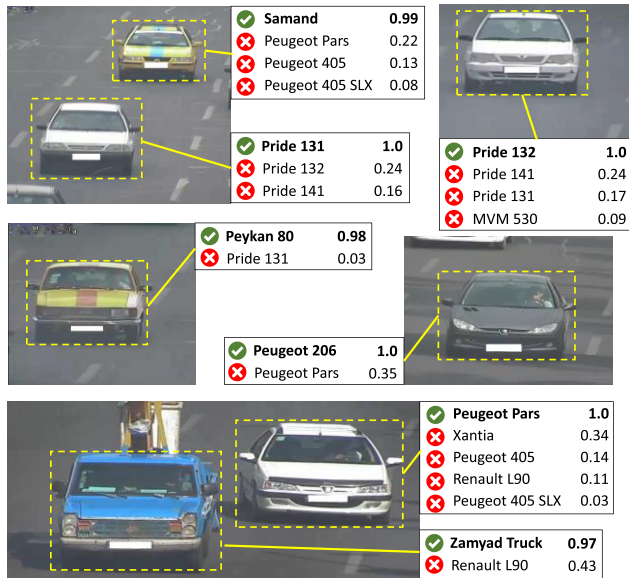 Samand 0.99
Peugeot Pars 0.22
Peugeot 405 0.13
Peugeot 405 SLX 0.08
Pride 131 1.0
Pride 132 0.24
Pride 141 0.16
Pride 132 1.0
Pride 141 0.24
Pride 131 0.17
MVM 530 0.09
Peykan 80 0.98
Pride 131 0.03
Peugeot 206 1.0
Peugeot Pars 0.35
Peugeot Pars 1.0
Xantia 0.34
Peugeot 405 0.14
Renault L90 0.11
Peugeot 405 SLX 0.03
Zamyad Truck 0.97
Renault L90 0.43